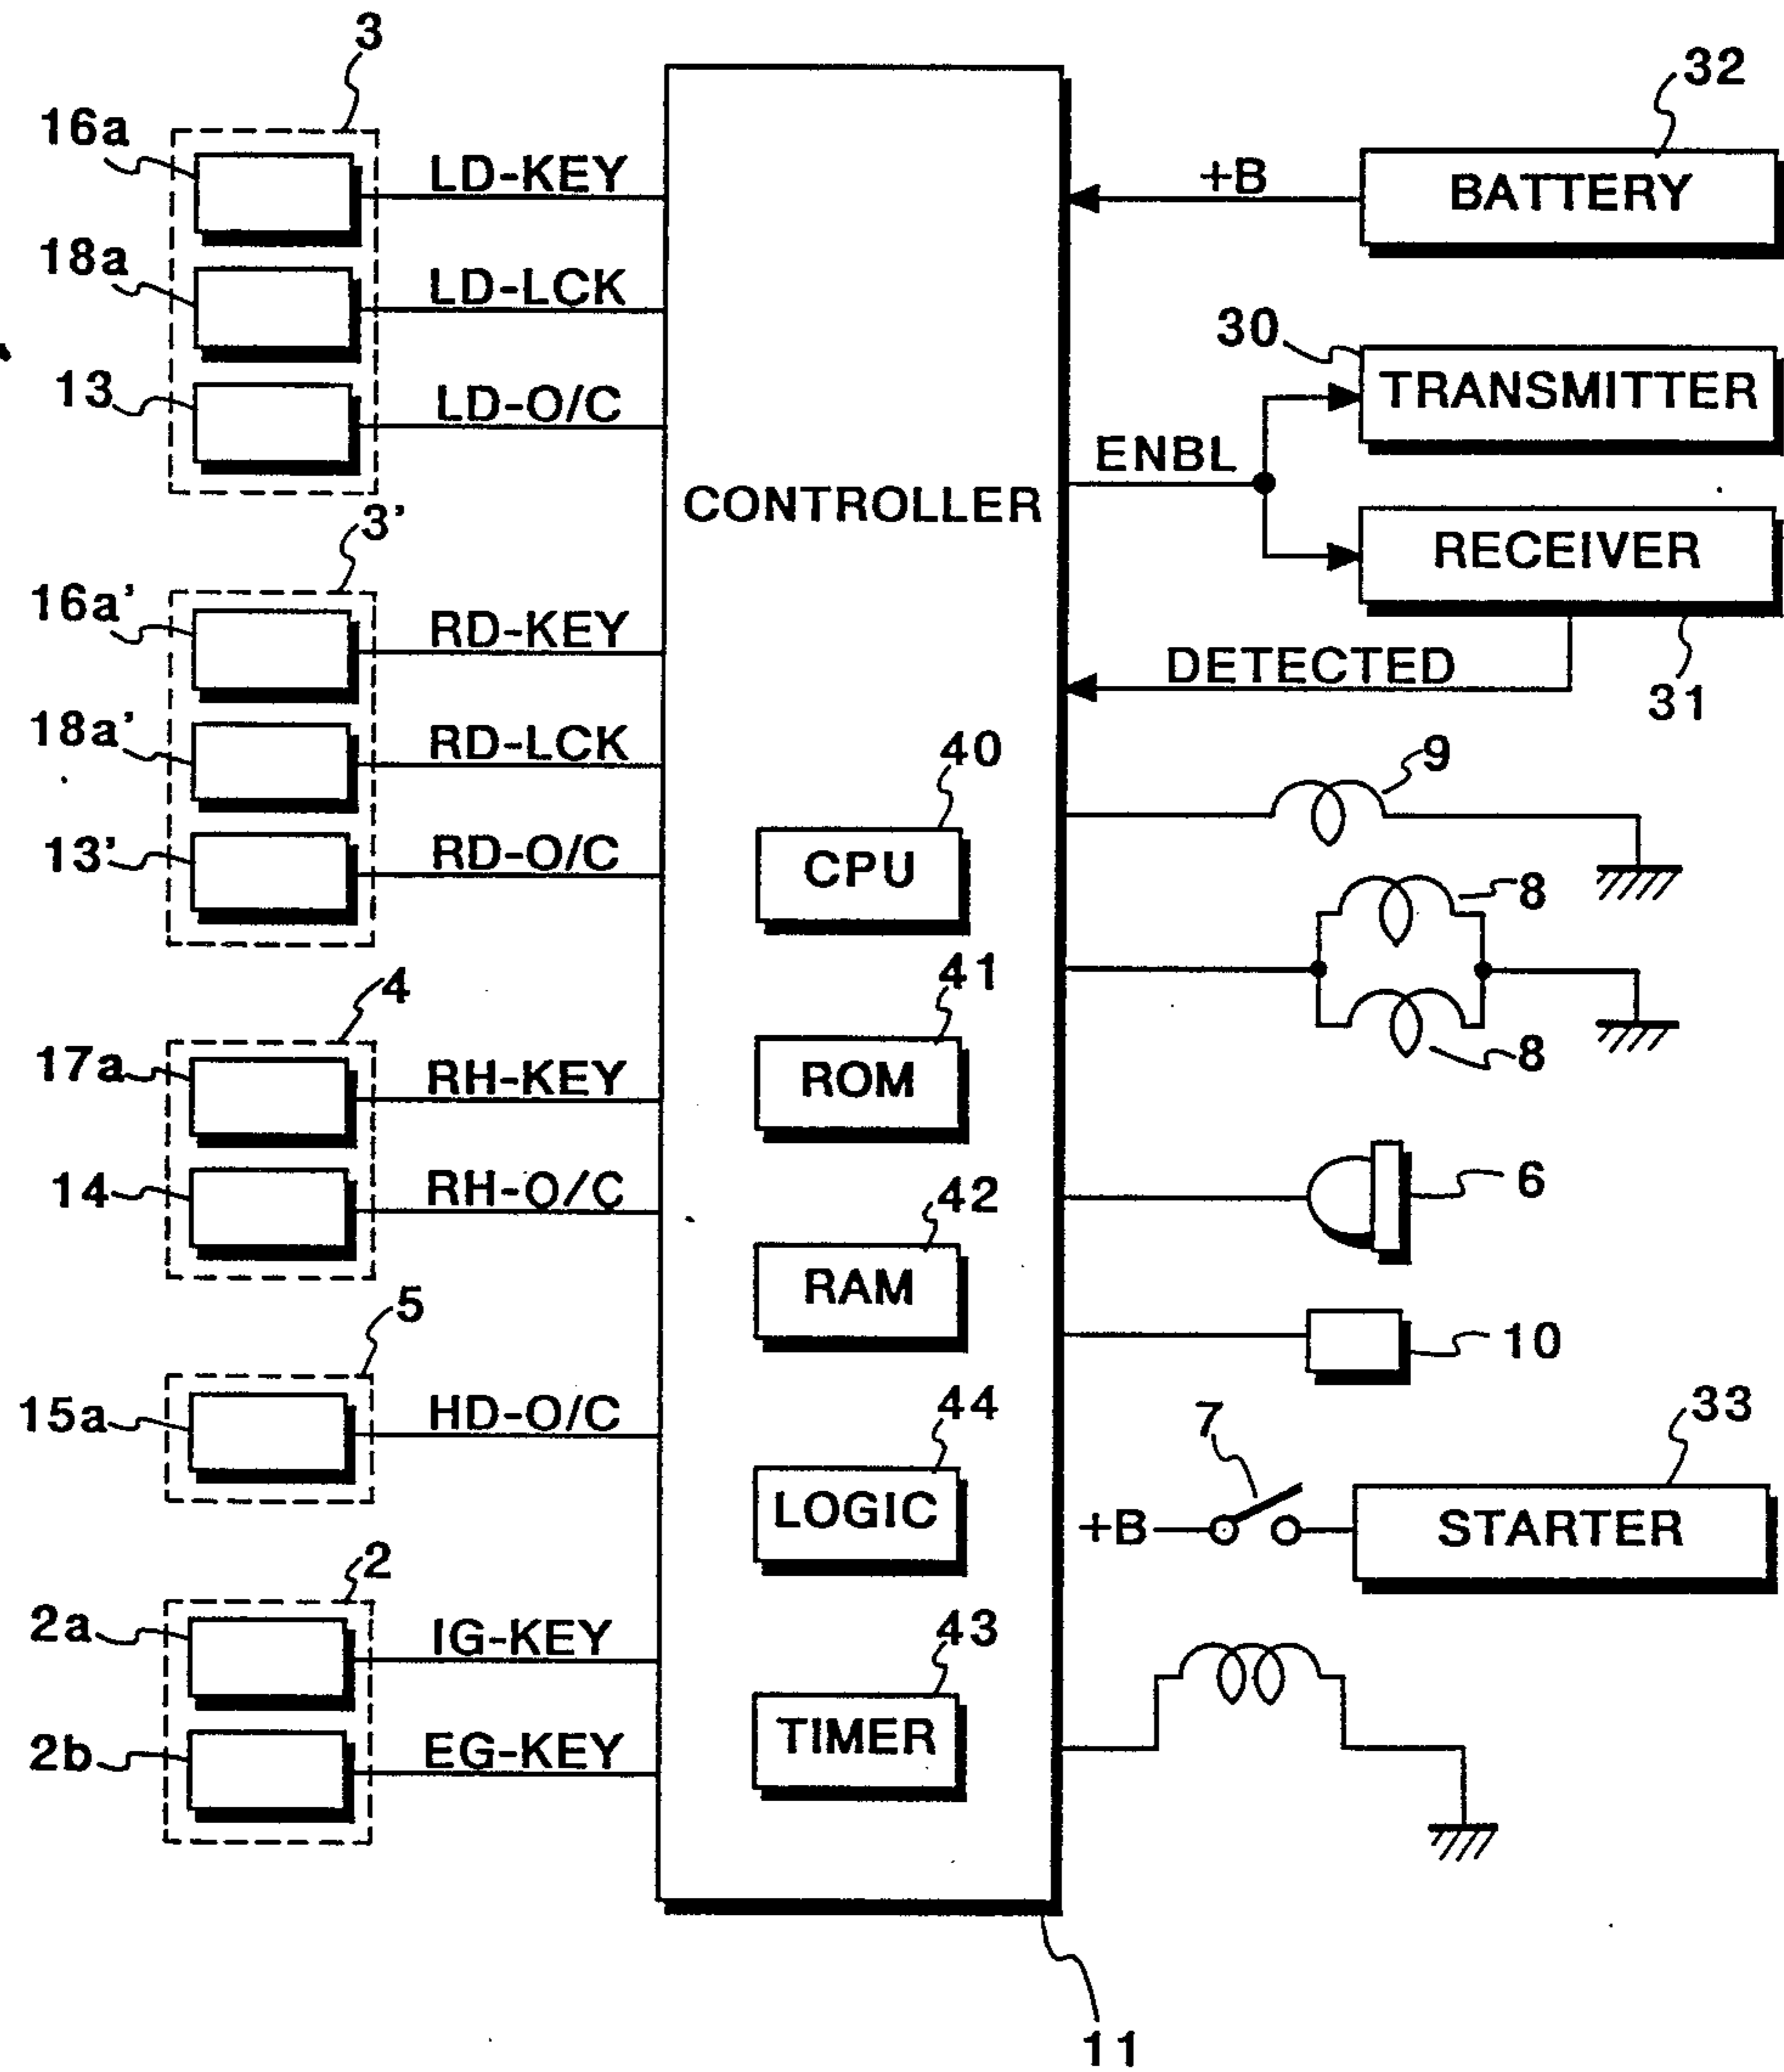 3
16a
LD-KEY
18a
LD-LCK
13
LD-O/C
3'
16a'
RD-KEY
18a'
RD-LCK
13'
RD-O/C
4
17a
RH-KEY
14
RH-O/C
5
15a
HD-O/C
2
2a
IG-KEY
2b
EG-KEY
CONTROLLER
40
CPU
41
ROM
42
RAM
44
LOGIC
43
TIMER
11
32
+B
BATTERY
30
TRANSMITTER
ENBL
RECEIVER
DETECTED
31
9
8
8
6
10
7
33
+B
STARTER